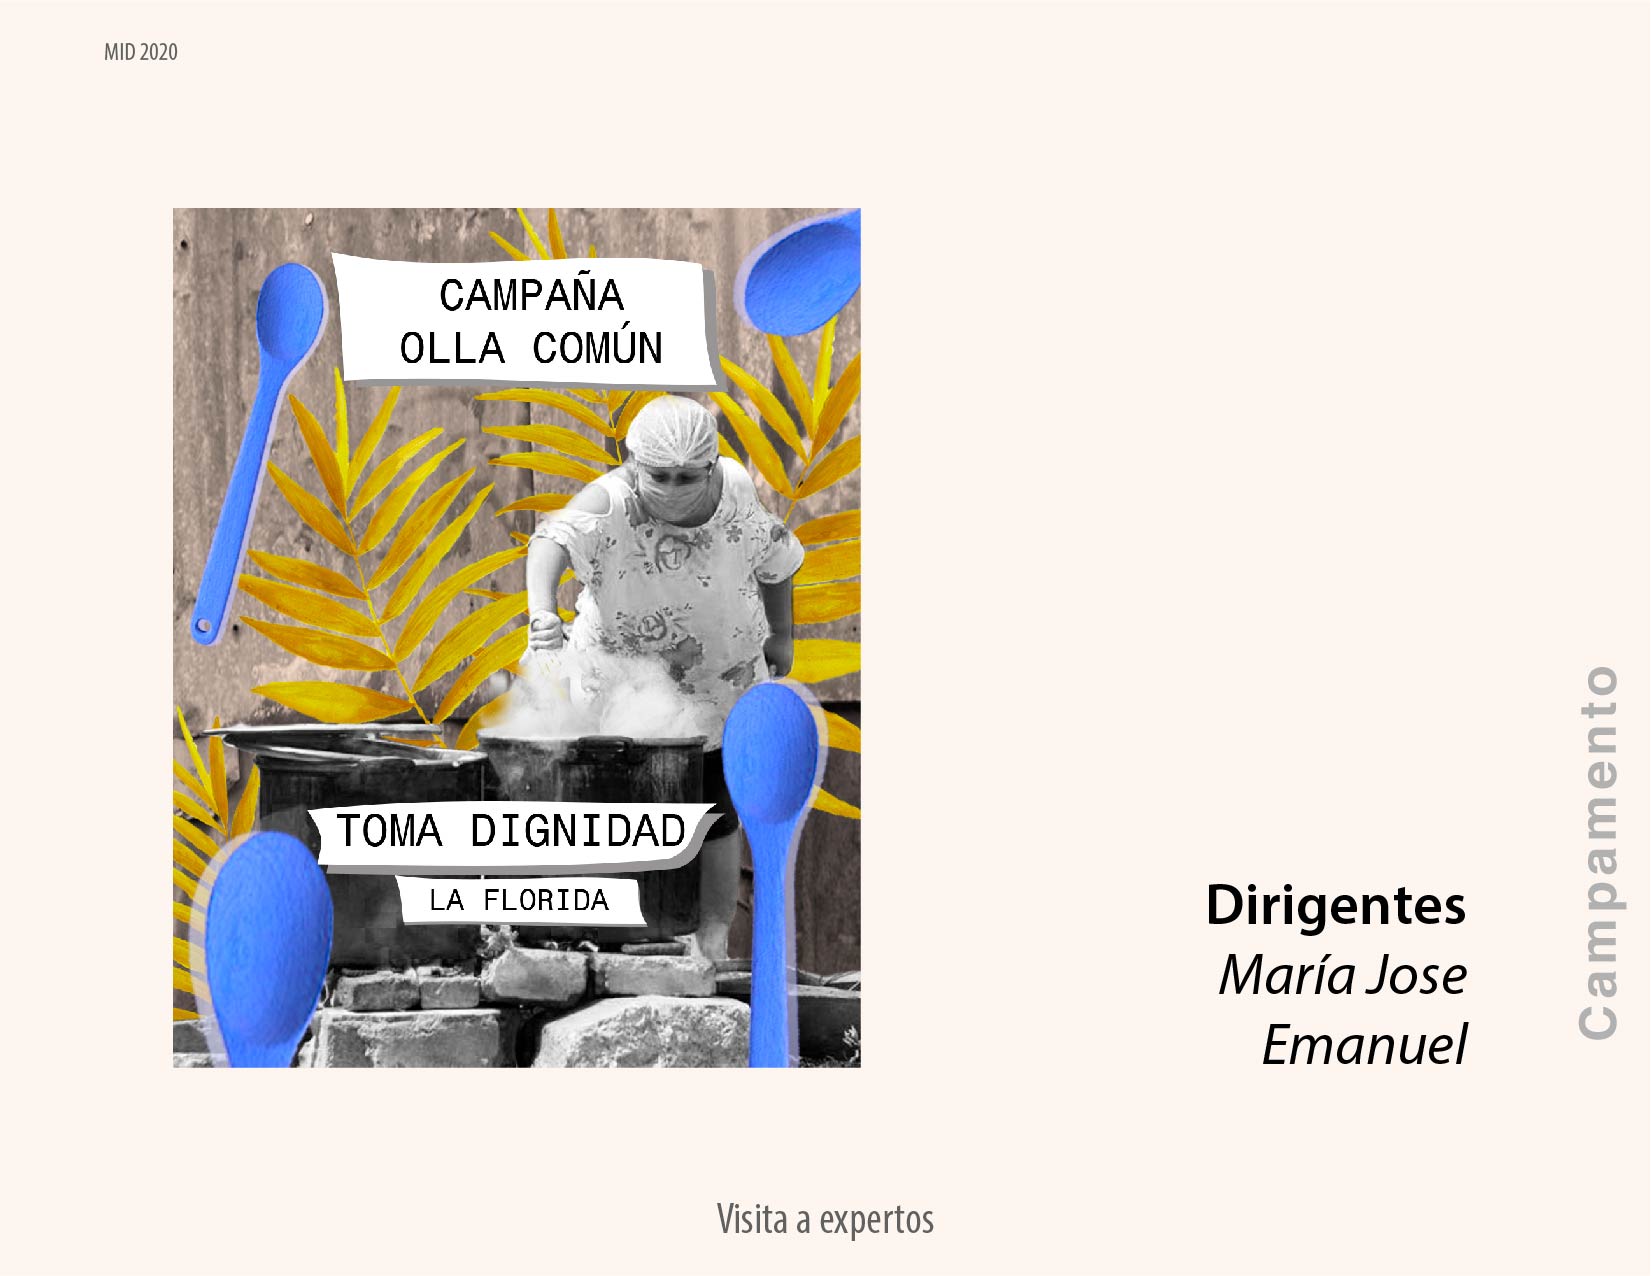 MID 2020
CAMPAÑA
OLLA COMÚN
TOMA DIGNIDAD
LA FLORIDA
Dirigentes
María Jose
Emanuel
Campamento
Visita a expertos